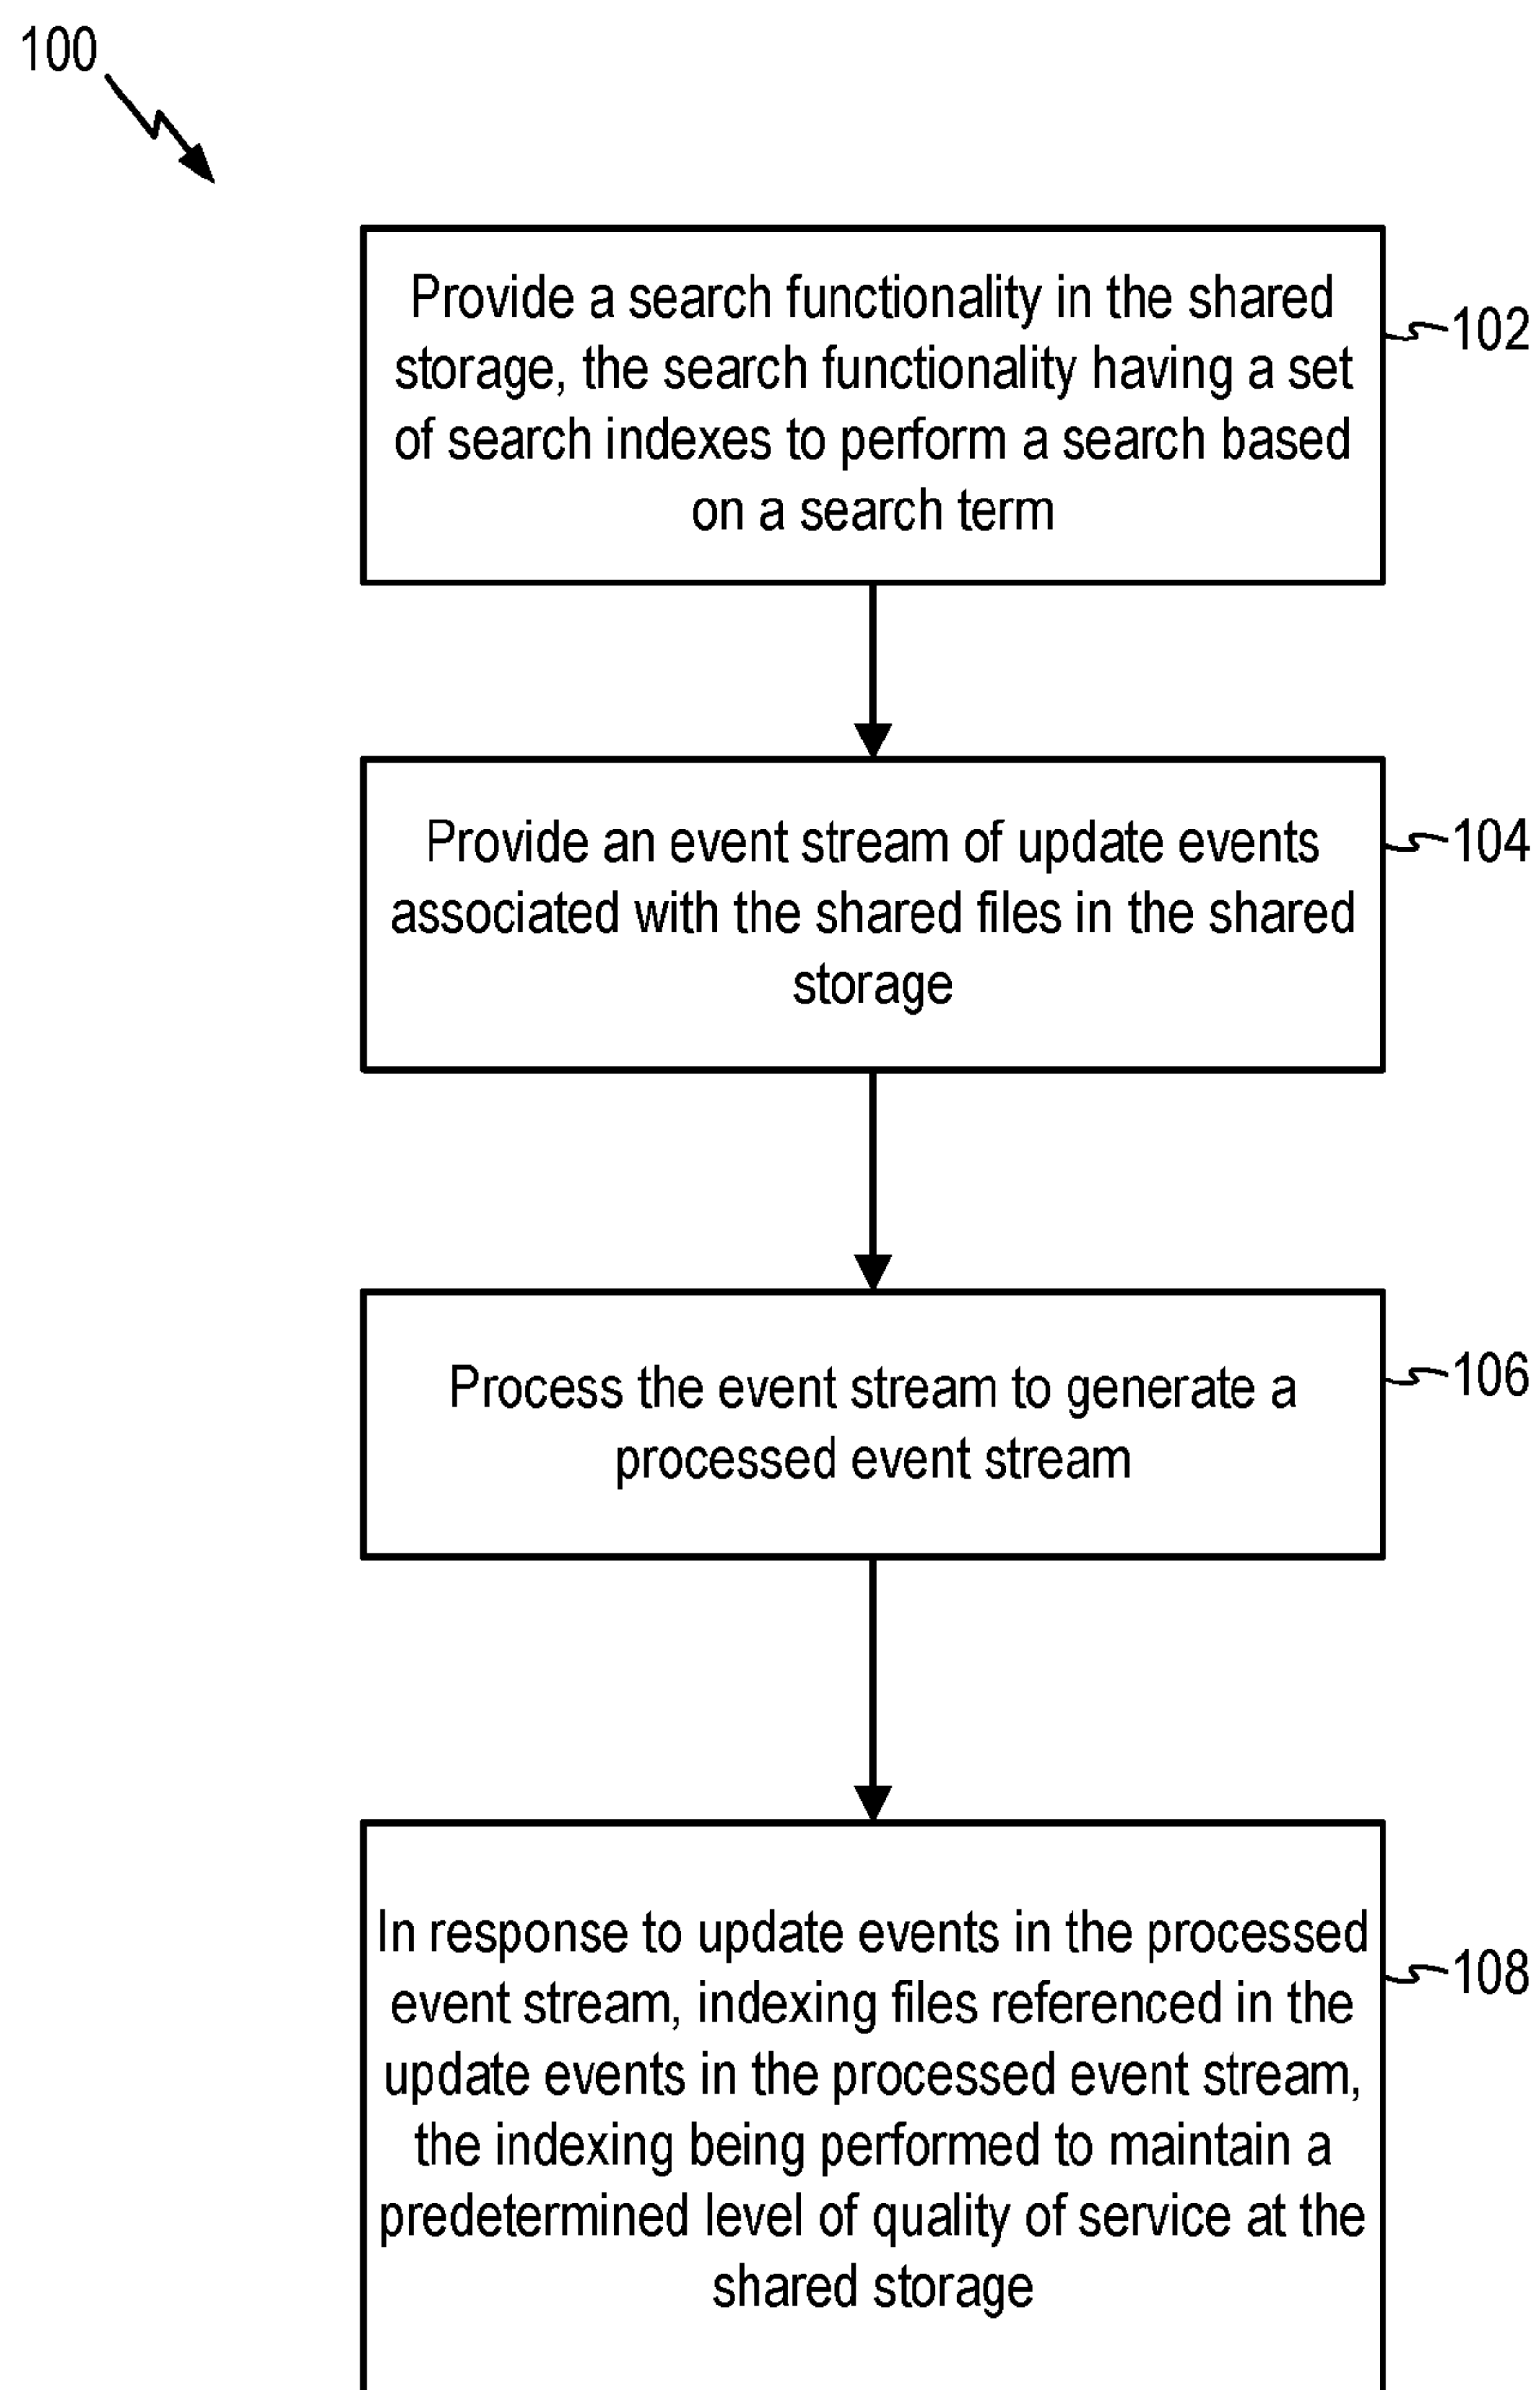 100
Provide a search functionality in the shared
storage, the search functionality having a set
of search indexes to perform a search based
on a search term
102
Provide an event stream of update events
associated with the shared files in the shared
storage
104
Process the event stream to generate a
processed event stream
106
In response to update events in the processed
event stream, indexing files referenced in the
update events in the processed event stream,
the indexing being performed to maintain a
predetermined level of quality of service at the
shared storage
108